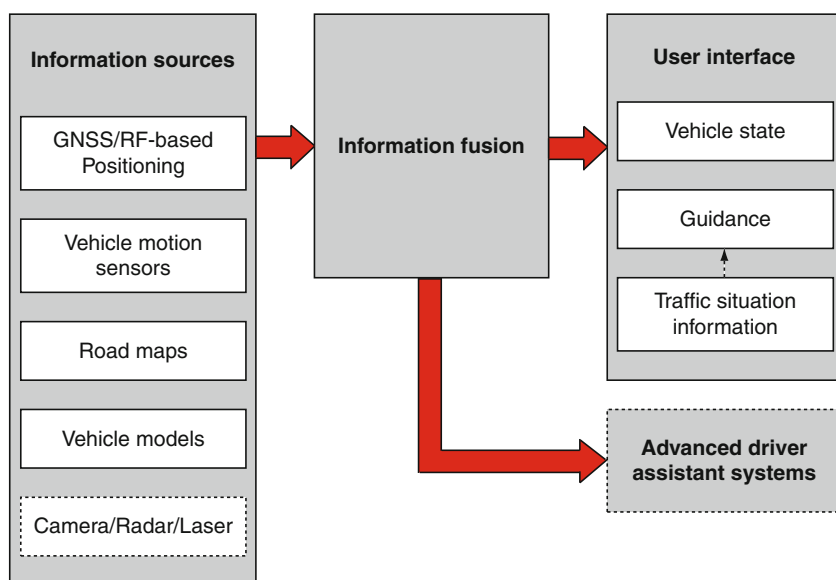 Information sources
GNSS/RF-based
Positioning
Vehicle motion
sensors
Road maps
Vehicle models
Camera/Radar/Laser
Information fusion
User interface
Vehicle state
Guidance
Traffic situation
information
Advanced driver
assistant systems